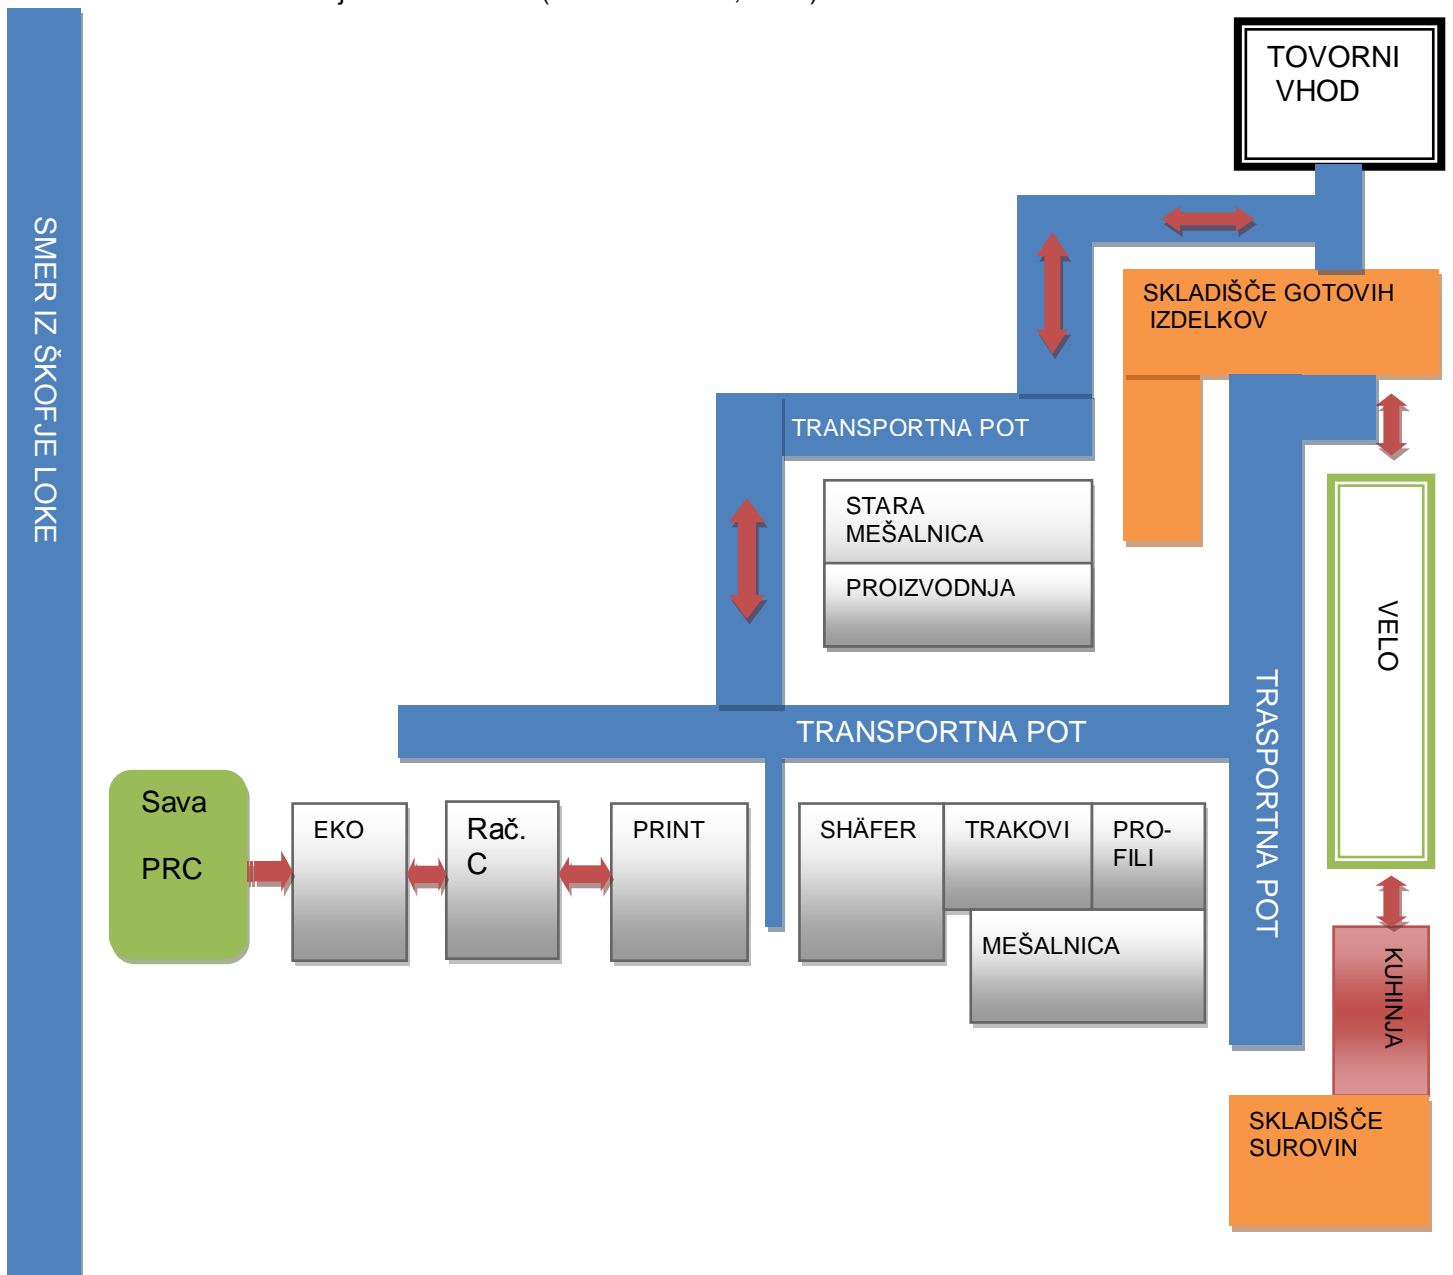 TOVORNI
VHOD
SMER IZ ŠKOFJE LOKE
SKLADIŠČE GOTOVIH
IZDELKOV
TRANSPORTNA POT
STARA
MEŠALNICA
PROIZVODNJA
VELO
TRASPORTNA POT
TRANSPORTNA POT
Sava
PRC
EKO
Rač.
C
PRINT
SHÄFER
TRAKOVI
PRO-
FILI
MEŠALNICA
KUHINJA
SKLADIŠČE
SUROVIN